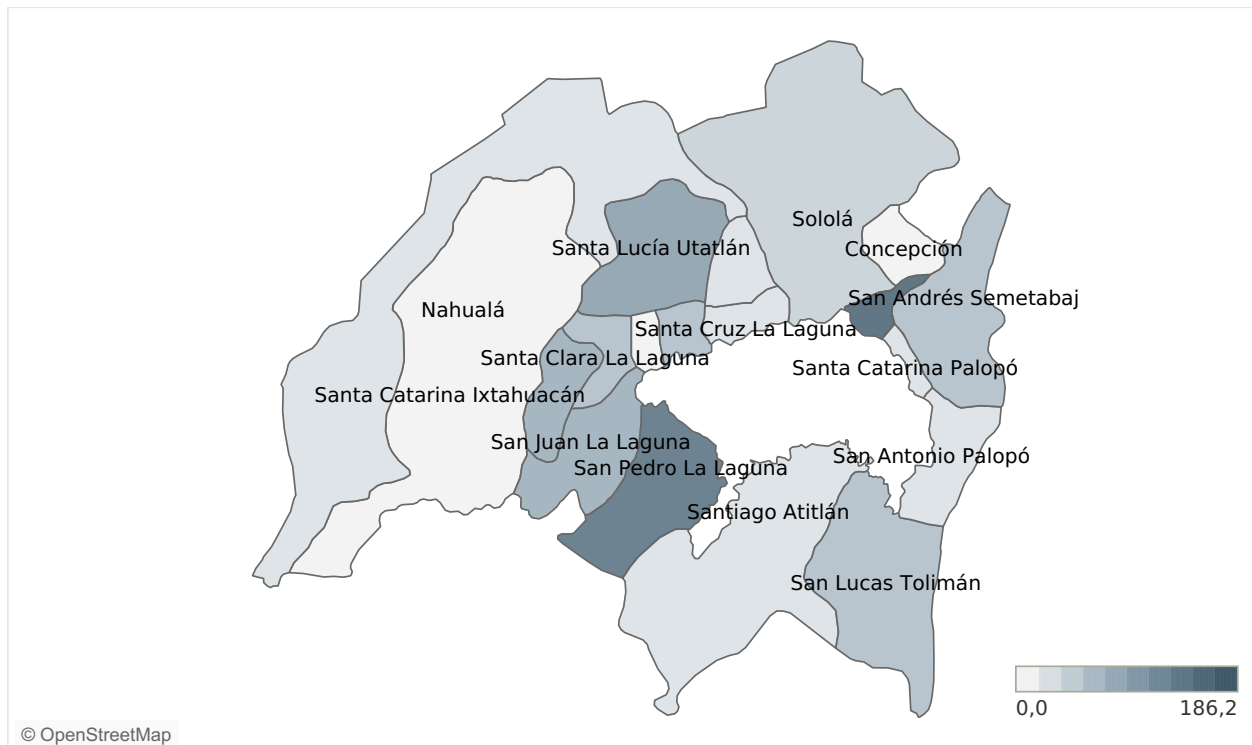 Sololá
Santa Lucía Utatlán
Concepción
San Andrés Semetabaj
Nahualá
Santa Cruz La Laguna
Santa Clara La Laguna
Santa Catarina Palopó
Santa Catarina Ixtahuacán
San Juan La Laguna
San Antonio Palopó
San Pedro La Laguna
Santiago Atitlán
San Lucas Tolimán
0,0 186,2
© OpenStreetMap